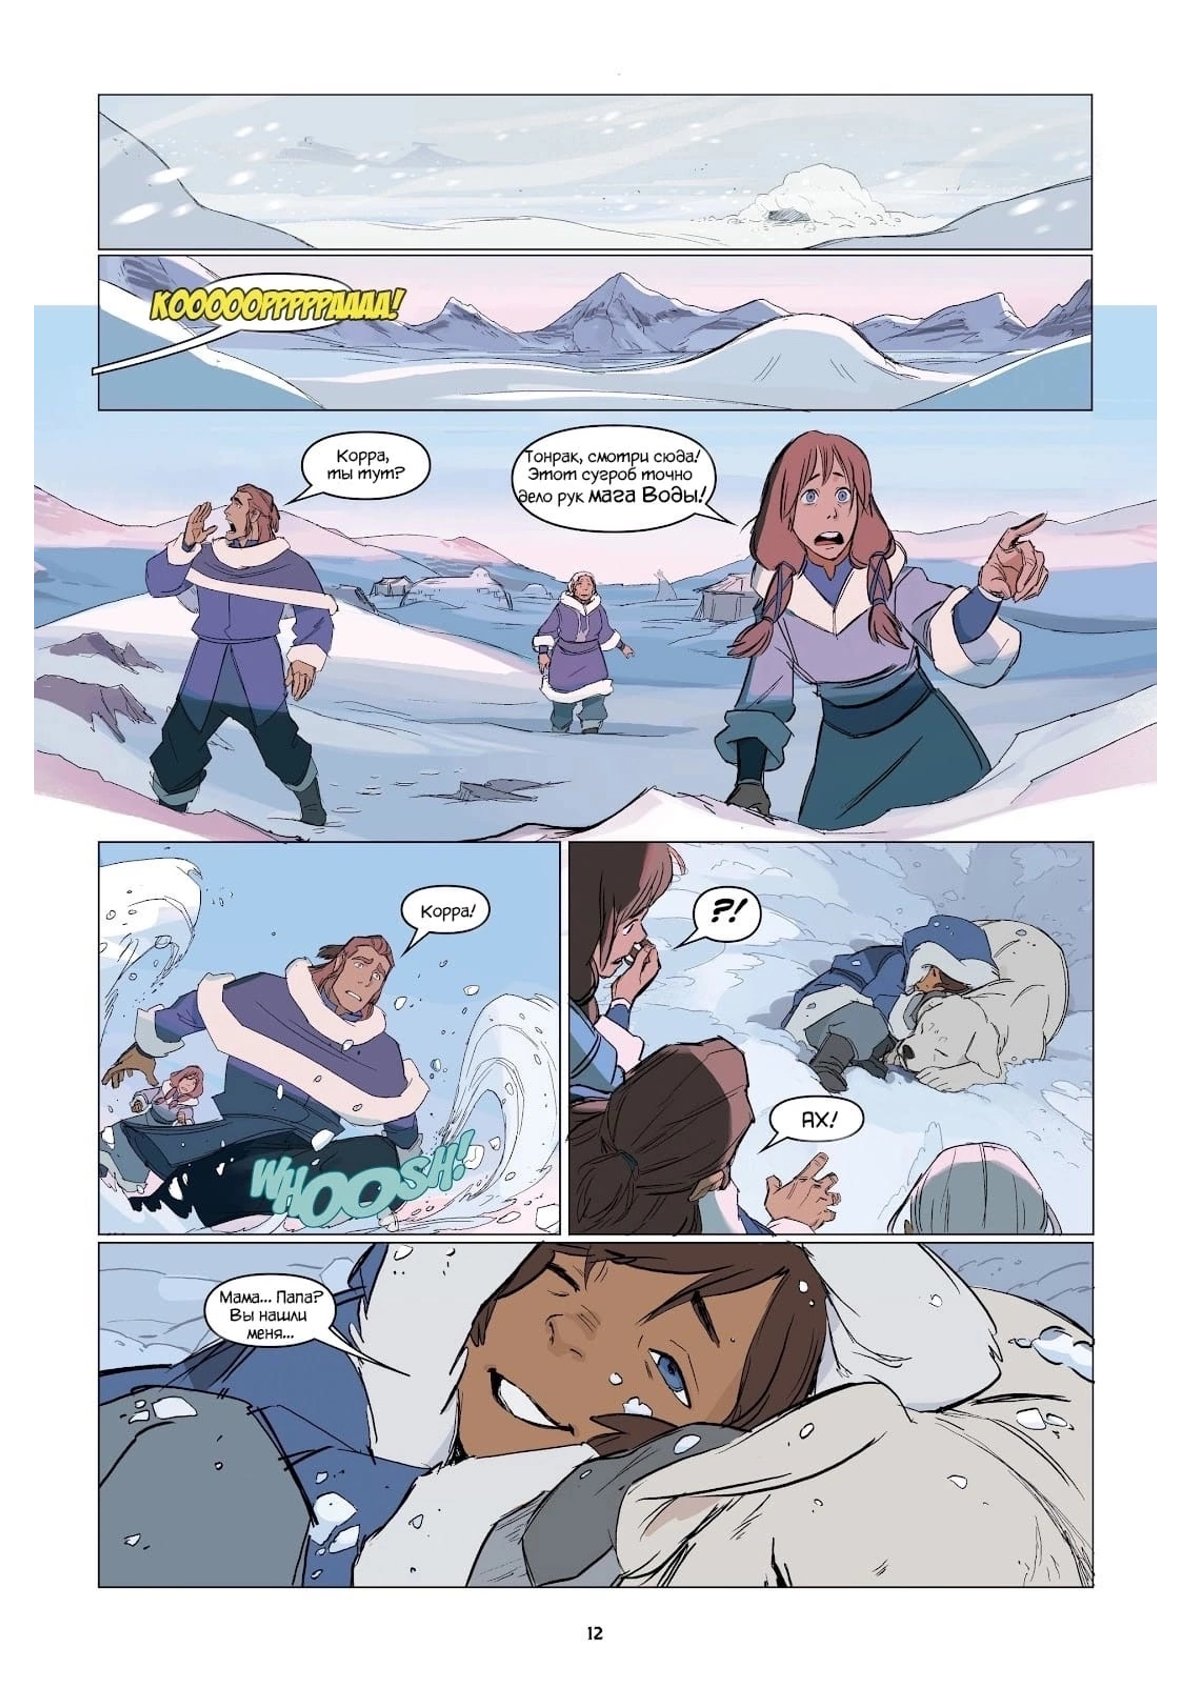 КОООООРРРРРАААА!
Корра,
ты тут?
Тонрак, смотри сюда!
Этот сугроб точно
дело рук мага Воды!
Корра!
WHOOSH!
?!
АХ!
Мама... Папа?
Вы нашли
меня...
12